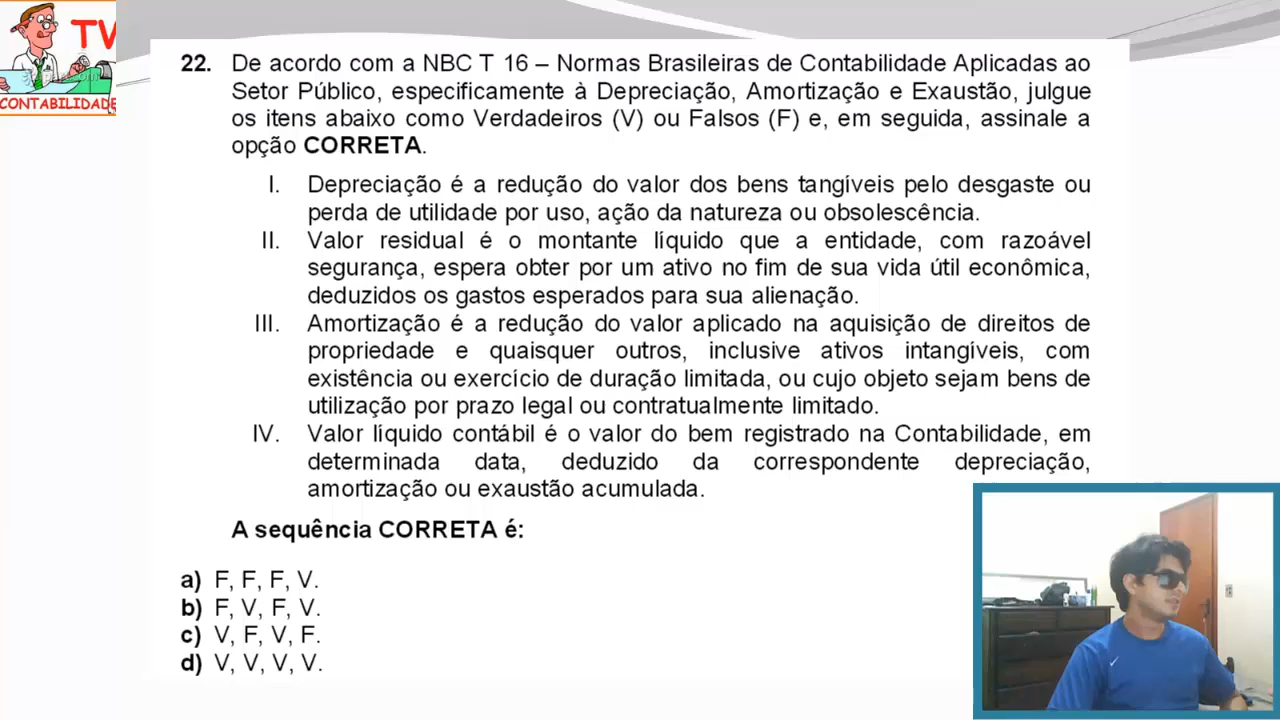 TV
CONTABILIDADE
22. De acordo com a NBC T 16 – Normas Brasileiras de Contabilidade Aplicadas ao
Setor Público, especificamente à Depreciação, Amortização e Exaustão, julgue
os itens abaixo como Verdadeiros (V) ou Falsos (F) e, em seguida, assinale a
opção CORRETA.
I. Depreciação é a redução do valor dos bens tangíveis pelo desgaste ou
perda de utilidade por uso, ação da natureza ou obsolescência.
II. Valor residual é o montante líquido que a entidade, com razoável
segurança, espera obter por um ativo no fim de sua vida útil econômica,
deduzidos os gastos esperados para sua alienação.
III. Amortização é a redução do valor aplicado na aquisição de direitos de
propriedade e quaisquer outros, inclusive ativos intangíveis, com
existência ou exercício de duração limitada, ou cujo objeto sejam bens de
utilização por prazo legal ou contratualmente limitado.
IV. Valor líquido contábil é o valor do bem registrado na Contabilidade, em
determinada data, deduzido da correspondente depreciação,
amortização ou exaustão acumulada.
A sequência CORRETA é:
a) F, F, F, V.
b) F, V, F, V.
c) V, F, V, F.
d) V, V, V, V.